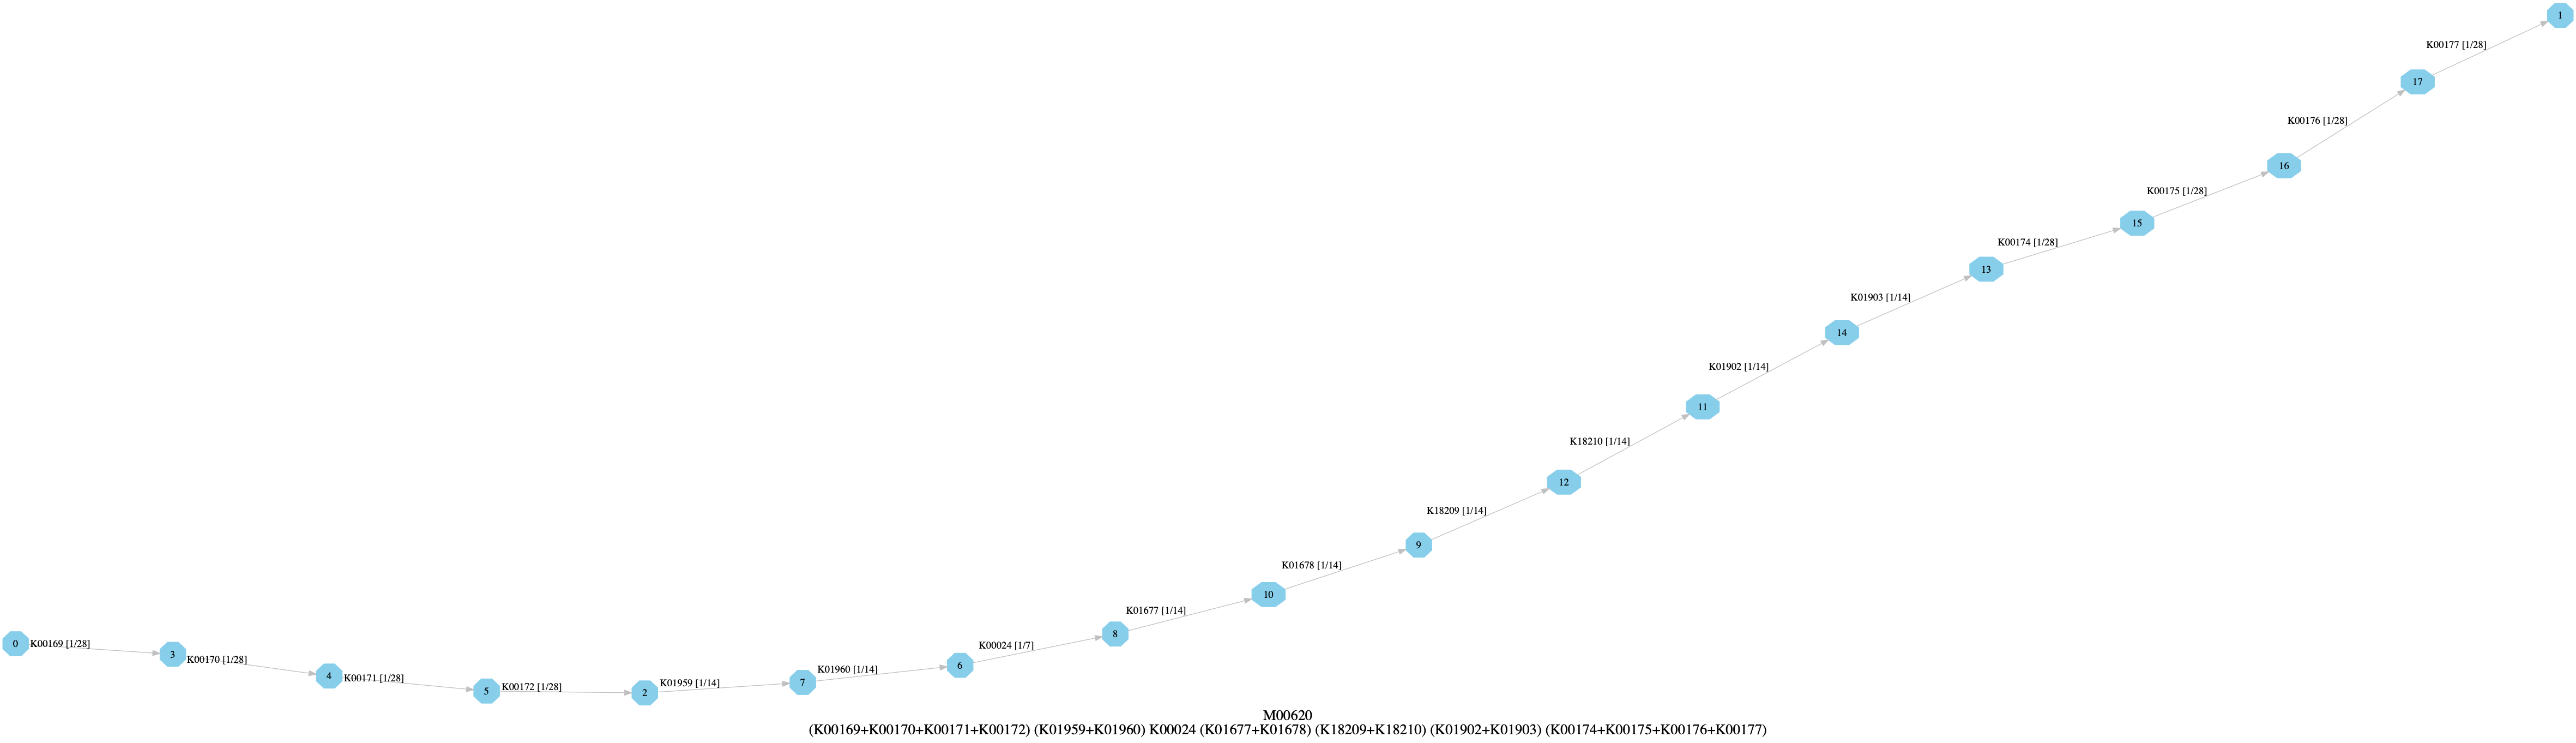 1
K00177 [1/28]
17
K00176 [1/28]
16
K00175 [1/28]
15
K00174 [1/28]
13
K01903 [1/14]
14
K01902 [1/14]
11
K18210 [1/14]
12
K18209 [1/14]
9
K01678 [1/14]
10
K01677 [1/14]
8
K00024 [1/7]
6
K01960 [1/14]
7
K01959 [1/14]
2
K00172 [1/28]
5
K00171 [1/28]
4
K00170 [1/28]
3
K00169 [1/28]
0
M00620
(K00169+K00170+K00171+K00172) (K01959+K01960) K00024 (K01677+K01678) (K18209+K18210) (K01902+K01903) (K00174+K00175+K00176+K00177)